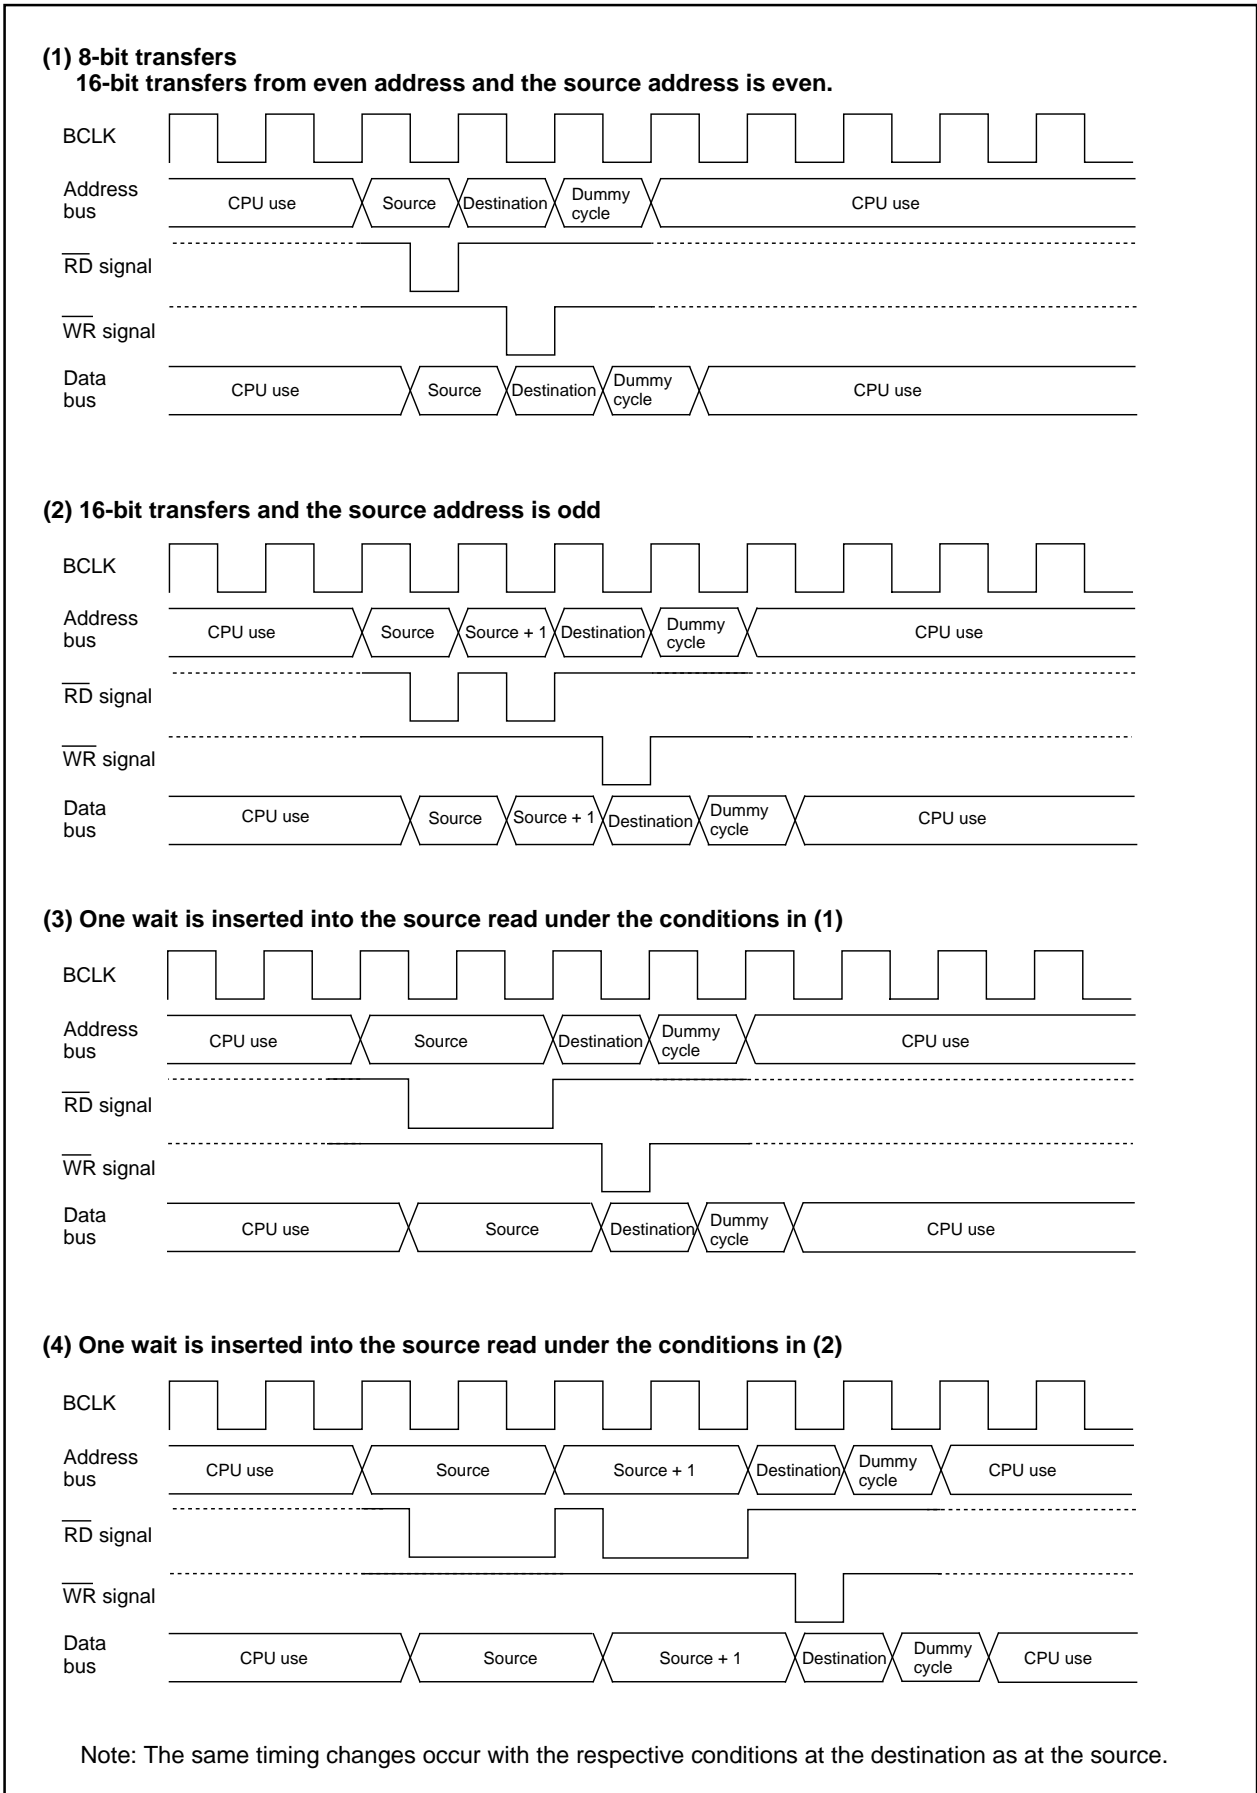 (1) 8-bit transfers
16-bit transfers from even address and the source address is even.
BCLK
Address
bus
CPU use
Source
Destination
Dummy
cycle
CPU use
RD signal
WR signal
Data
bus
CPU use
Source
Destination
Dummy
cycle
CPU use
(2) 16-bit transfers and the source address is odd
BCLK
Address
bus
CPU use
Source
Source + 1
Destination
Dummy
cycle
CPU use
RD signal
WR signal
Data
bus
CPU use
Source
Source + 1
Destination
Dummy
cycle
CPU use
(3) One wait is inserted into the source read under the conditions in (1)
BCLK
Address
bus
CPU use
Source
Destination
Dummy
cycle
CPU use
RD signal
WR signal
Data
bus
CPU use
Source
Destination
Dummy
cycle
CPU use
(4) One wait is inserted into the source read under the conditions in (2)
BCLK
Address
bus
CPU use
Source
Source + 1
Destination
Dummy
cycle
CPU use
RD signal
WR signal
Data
bus
CPU use
Source
Source + 1
Destination
Dummy
cycle
CPU use
Note: The same timing changes occur with the respective conditions at the destination as at the source.